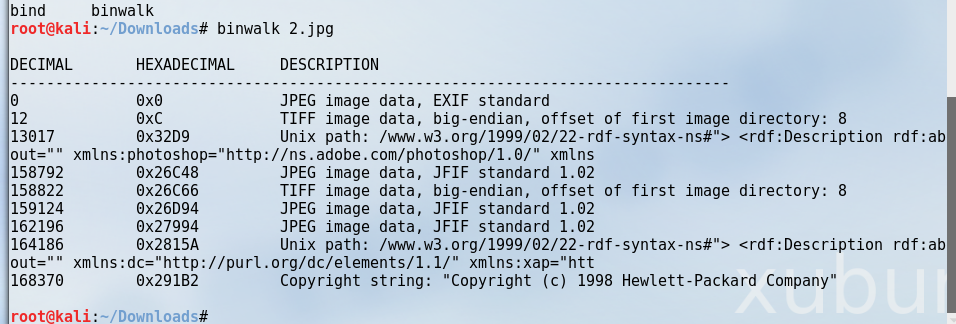 bind     binwalk
root@kali:~/Downloads# binwalk 2.jpg
DECIMAL       HEXADECIMAL     DESCRIPTION
--------------------------------------------------------------------------------
0             0x0             JPEG image data, EXIF standard
12            0xC             TIFF image data, big-endian, offset of first image directory: 8
13017         0x32D9          Unix path: /www.w3.org/1999/02/22-rdf-syntax-ns#"> <rdf:Description rdf:ab
out="" xmlns:photoshop="http://ns.adobe.com/photoshop/1.0/" xmlns
158792        0x26C48         JPEG image data, JFIF standard 1.02
158822        0x26C66         TIFF image data, big-endian, offset of first image directory: 8
159124        0x26D94         JPEG image data, JFIF standard 1.02
162196        0x27994         JPEG image data, JFIF standard 1.02
164186        0x2815A         Unix path: /www.w3.org/1999/02/22-rdf-syntax-ns#"> <rdf:Description rdf:ab
out="" xmlns:dc="http://purl.org/dc/elements/1.1/" xmlns:xap="htt
168370        0x291B2         Copyright string: "Copyright (c) 1998 Hewlett-Packard Company"
xubu
root@kali:~/Downloads#